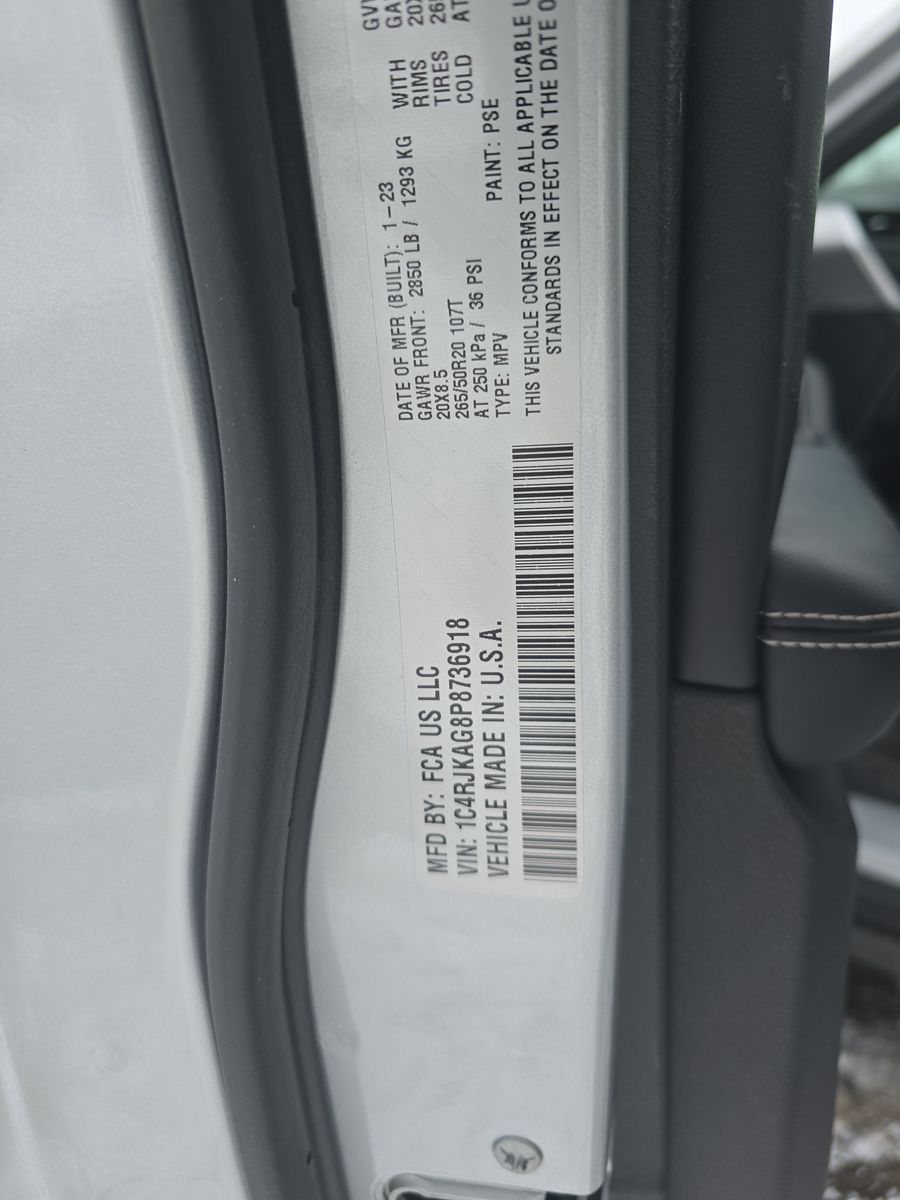 MFD BY: FCA US LLC
VIN: 1C4RJKAG8P8736918
VEHICLE MADE IN: U.S.A.
DATE OF MFR (BUILT): 1-23
GAWR FRONT: 2850 LB / 1293 KG WITH
20X8.5 RIMS
265/50R20 107T TIRES
AT 250 kPa / 36 PSI COLD
TYPE: MPV PAINT: PSE
THIS VEHICLE CONFORMS TO ALL APPLICABLE
STANDARDS IN EFFECT ON THE DATE
20X
AT